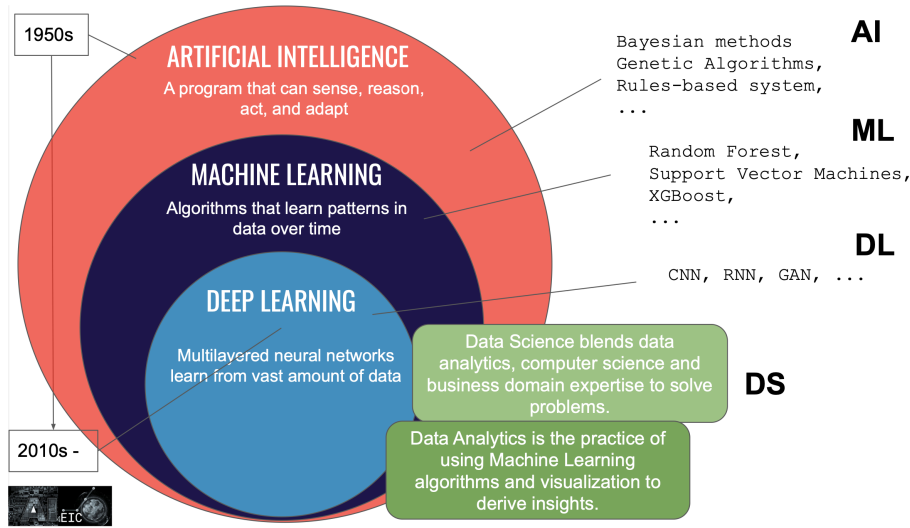 1950s
ARTIFICIAL INTELLIGENCE
A program that can sense, reason,
act, and adapt
AI
Bayesian methods
Genetic Algorithms,
Rules-based system,
...
MACHINE LEARNING
Algorithms that learn patterns in
data over time
ML
Random Forest,
Support Vector Machines,
XGBoost,
...
DEEP LEARNING
Multilayered neural networks
learn from vast amount of data
DL
CNN, RNN, GAN, ...
Data Science blends data
analytics, computer science and
business domain expertise to solve
problems.
DS
Data Analytics is the practice of
using Machine Learning
algorithms and visualization to
derive insights.
2010s -
EIC